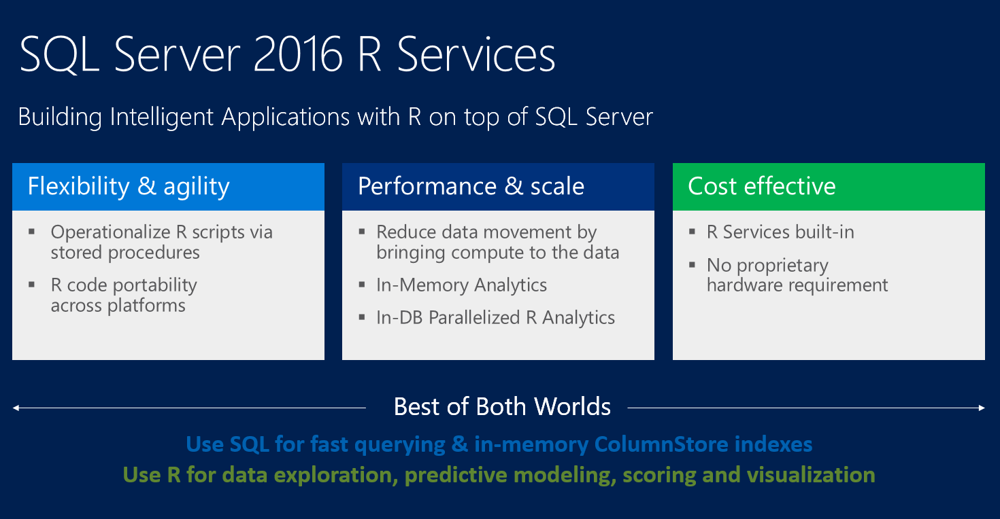 SQL Server 2016 R Services
Building Intelligent Applications with R on top of SQL Server
Flexibility & agility
▪ Operationalize R scripts via
stored procedures
▪ R code portability
across platforms
Performance & scale
▪ Reduce data movement by
bringing compute to the data
▪ In-Memory Analytics
▪ In-DB Parallelized R Analytics
Cost effective
▪ R Services built-in
▪ No proprietary
hardware requirement
Best of Both Worlds
Use SQL for fast querying & in-memory ColumnStore indexes
Use R for data exploration, predictive modeling, scoring and visualization